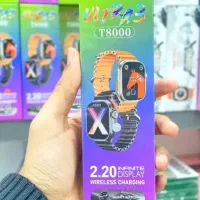 T8000
2.20 INFINITE
DISPLAY
WIRELESS CHARGING